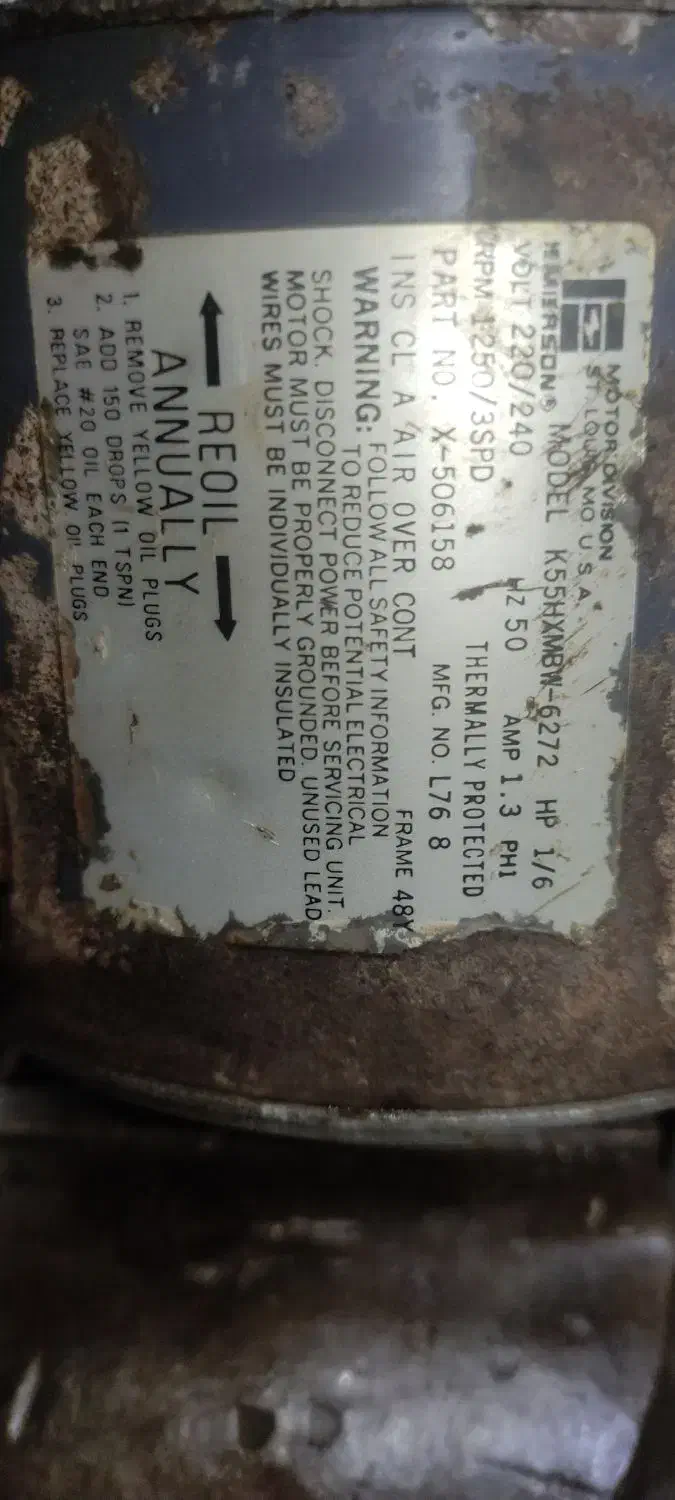 MOTOR DIVISION
ST. LOUIS, MO U.S.A.
EMERSON® MODEL K55HXMBW-6272 HP 1/6
VOLT 220/240 HZ 50 AMP 1.3 PH1
RPM 1250/3SPD THERMALLY PROTECTED
PART NO. X-506158 MFG. NO. L76 8
INS CL A AIR OVER CONT FRAME 48Y
WARNING: FOLLOW ALL SAFETY INFORMATION
TO REDUCE POTENTIAL ELECTRICAL
SHOCK. DISCONNECT POWER BEFORE SERVICING UNIT.
MOTOR MUST BE PROPERLY GROUNDED. UNUSED LEAD
WIRES MUST BE INDIVIDUALLY INSULATED
REOIL
ANNUALLY
1. REMOVE YELLOW OIL PLUGS
2. ADD 150 DROPS (1 TSPN)
SAE #20 OIL EACH END
3. REPLACE YELLOW OIL PLUGS